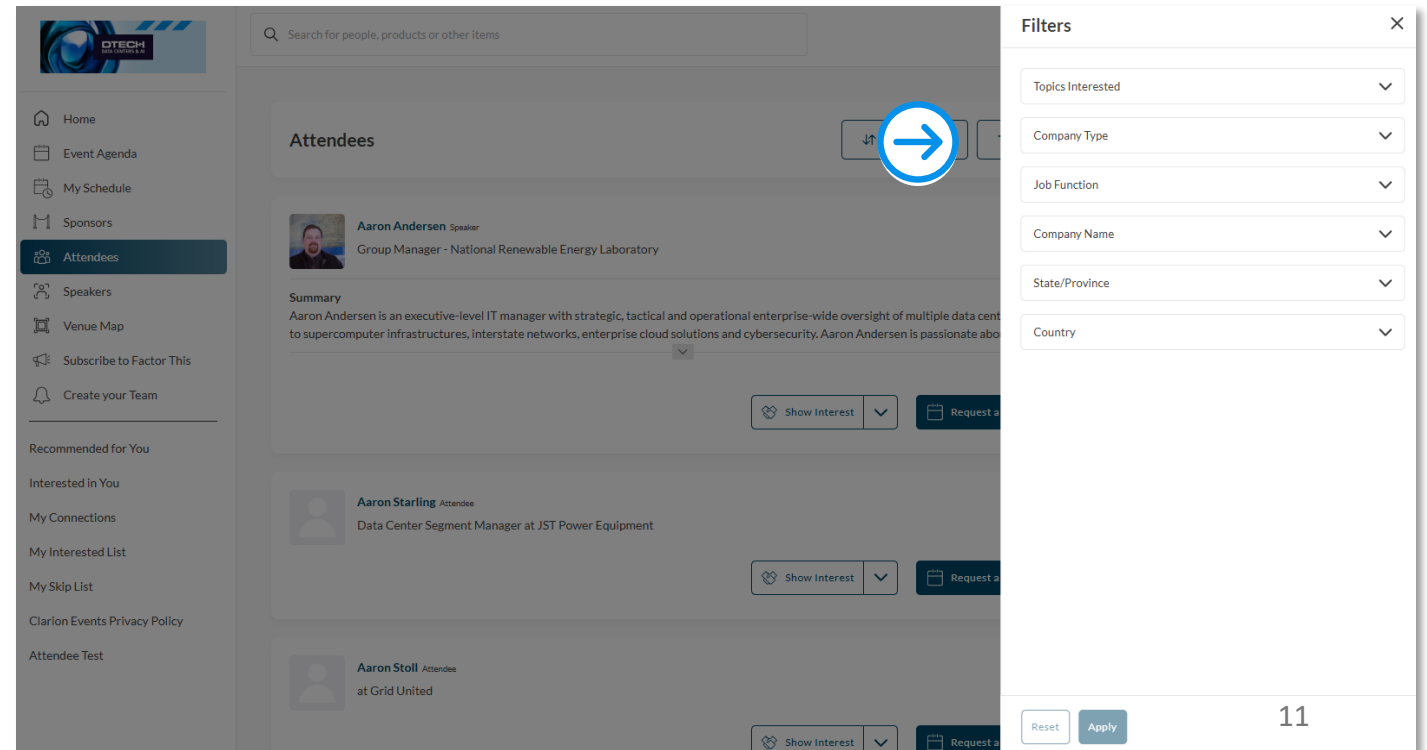 DTECH
DATA CENTERS & AI
Home
Event Agenda
My Schedule
Sponsors
Attendees
Speakers
Venue Map
Subscribe to Factor This
Create your Team
Recommended for You
Interested in You
My Connections
My Interested List
My Skip List
Clarion Events Privacy Policy
Attendee Test
Search for people, products or other items
Attendees
Aaron Andersen Speaker
Group Manager - National Renewable Energy Laboratory
Summary
Aaron Andersen is an executive-level IT manager with strategic, tactical and operational enterprise-wide oversight of multiple data cent
to supercomputer infrastructures, interstate networks, enterprise cloud solutions and cybersecurity. Aaron Andersen is passionate abo
Show Interest
Request a
Aaron Starling Attendee
Data Center Segment Manager at JST Power Equipment
Show Interest
Request a
Aaron Stoll Attendee
at Grid United
Show Interest
Request a
Filters
Topics Interested
Company Type
Job Function
Company Name
State/Province
Country
Reset
Apply
11